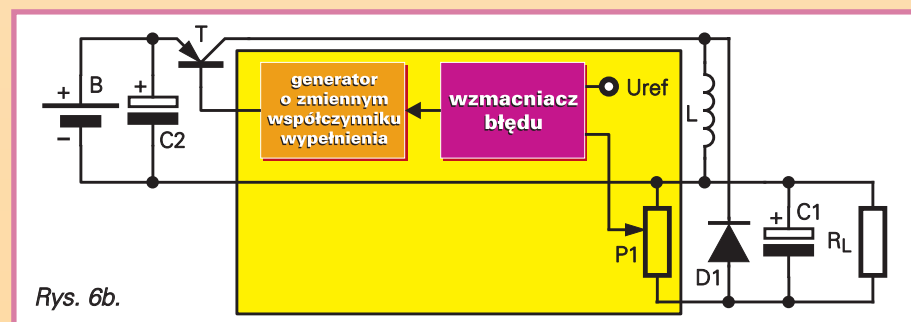 T
+ B
+
C2
−
generator
o zmiennym
współczynniku
wypełnienia
wzmacniacz
błędu
Uref
L
P1
D1
+ C1
RL
Rys. 6b.